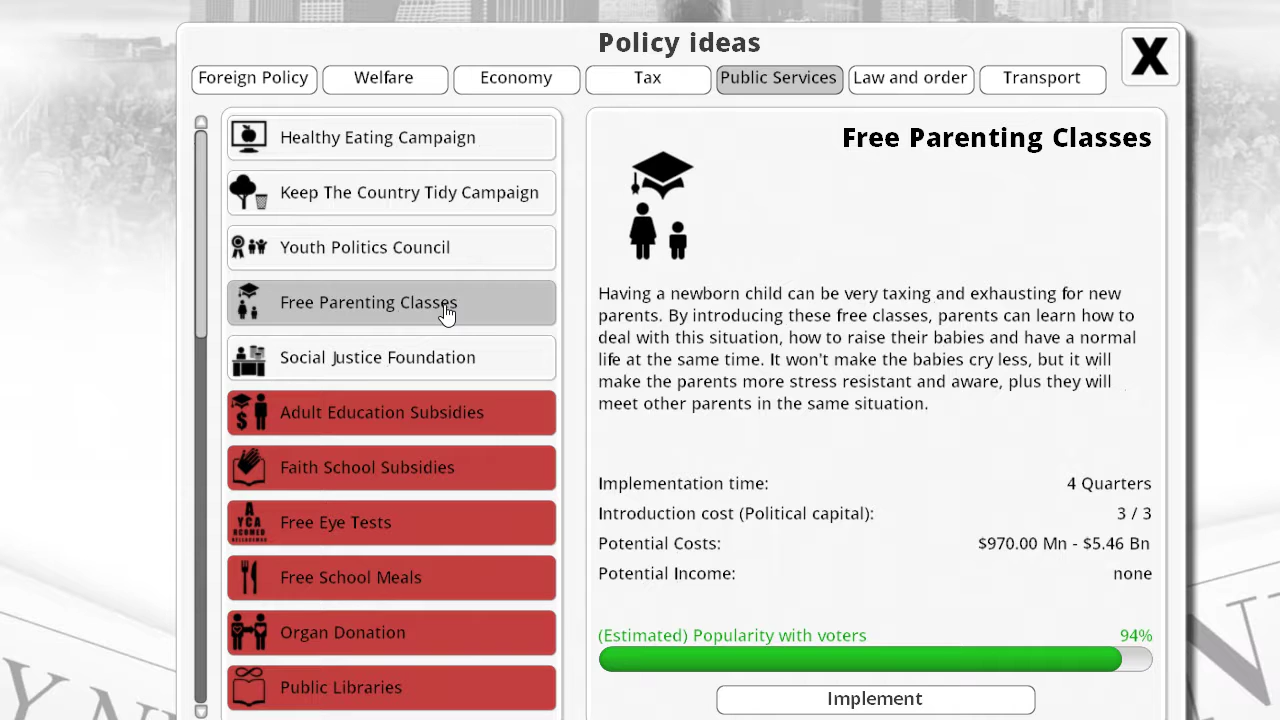 Policy ideas
X
Foreign Policy
Welfare
Economy
Tax
Public Services
Law and order
Transport
Healthy Eating Campaign
Keep The Country Tidy Campaign
Youth Politics Council
Free Parenting Classes
Social Justice Foundation
Adult Education Subsidies
Faith School Subsidies
Free Eye Tests
Free School Meals
Organ Donation
Public Libraries
Free Parenting Classes
Having a newborn child can be very taxing and exhausting for new
parents. By introducing these free classes, parents can learn how to
deal with this situation, how to raise their babies and have a normal
life at the same time. It won't make the babies cry less, but it will
make the parents more stress resistant and aware, plus they will
meet other parents in the same situation.
Implementation time: 4 Quarters
Introduction cost (Political capital): 3 / 3
Potential Costs: $970.00 Mn - $5.46 Bn
Potential Income: none
(Estimated) Popularity with voters 94%
Implement